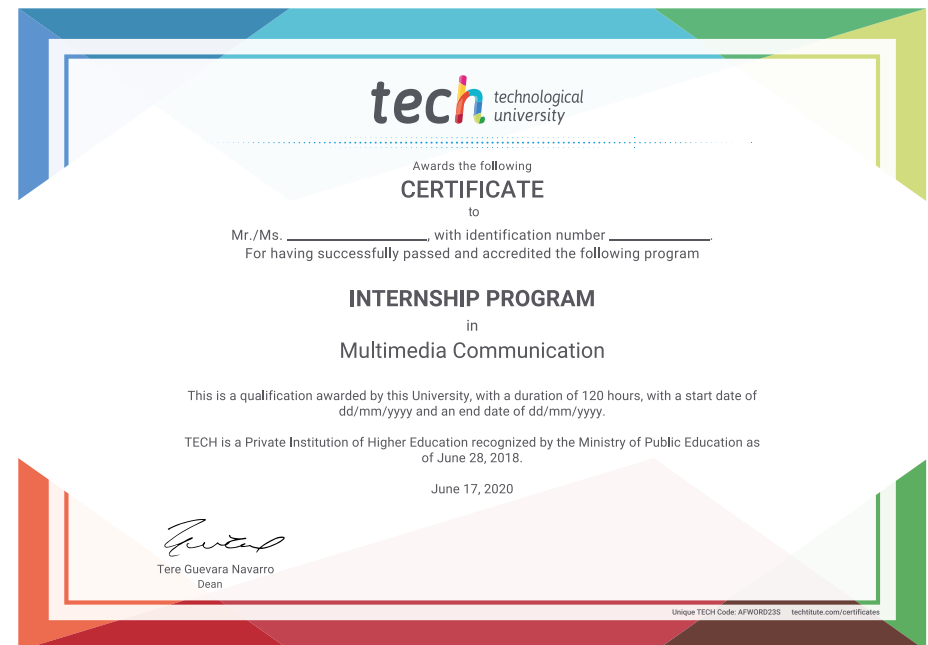 tech technological
university
Awards the following
CERTIFICATE
to
Mr./Ms. ____________________, with identification number ______________.
For having successfully passed and accredited the following program
INTERNSHIP PROGRAM
in
Multimedia Communication
This is a qualification awarded by this University, with a duration of 120 hours, with a start date of
dd/mm/yyyy and an end date of dd/mm/yyyy.
TECH is a Private Institution of Higher Education recognized by the Ministry of Public Education as
of June 28, 2018.
June 17, 2020
Tere Guevara Navarro
Dean
Unique TECH Code: AFWORD23S techtitute.com/certificates